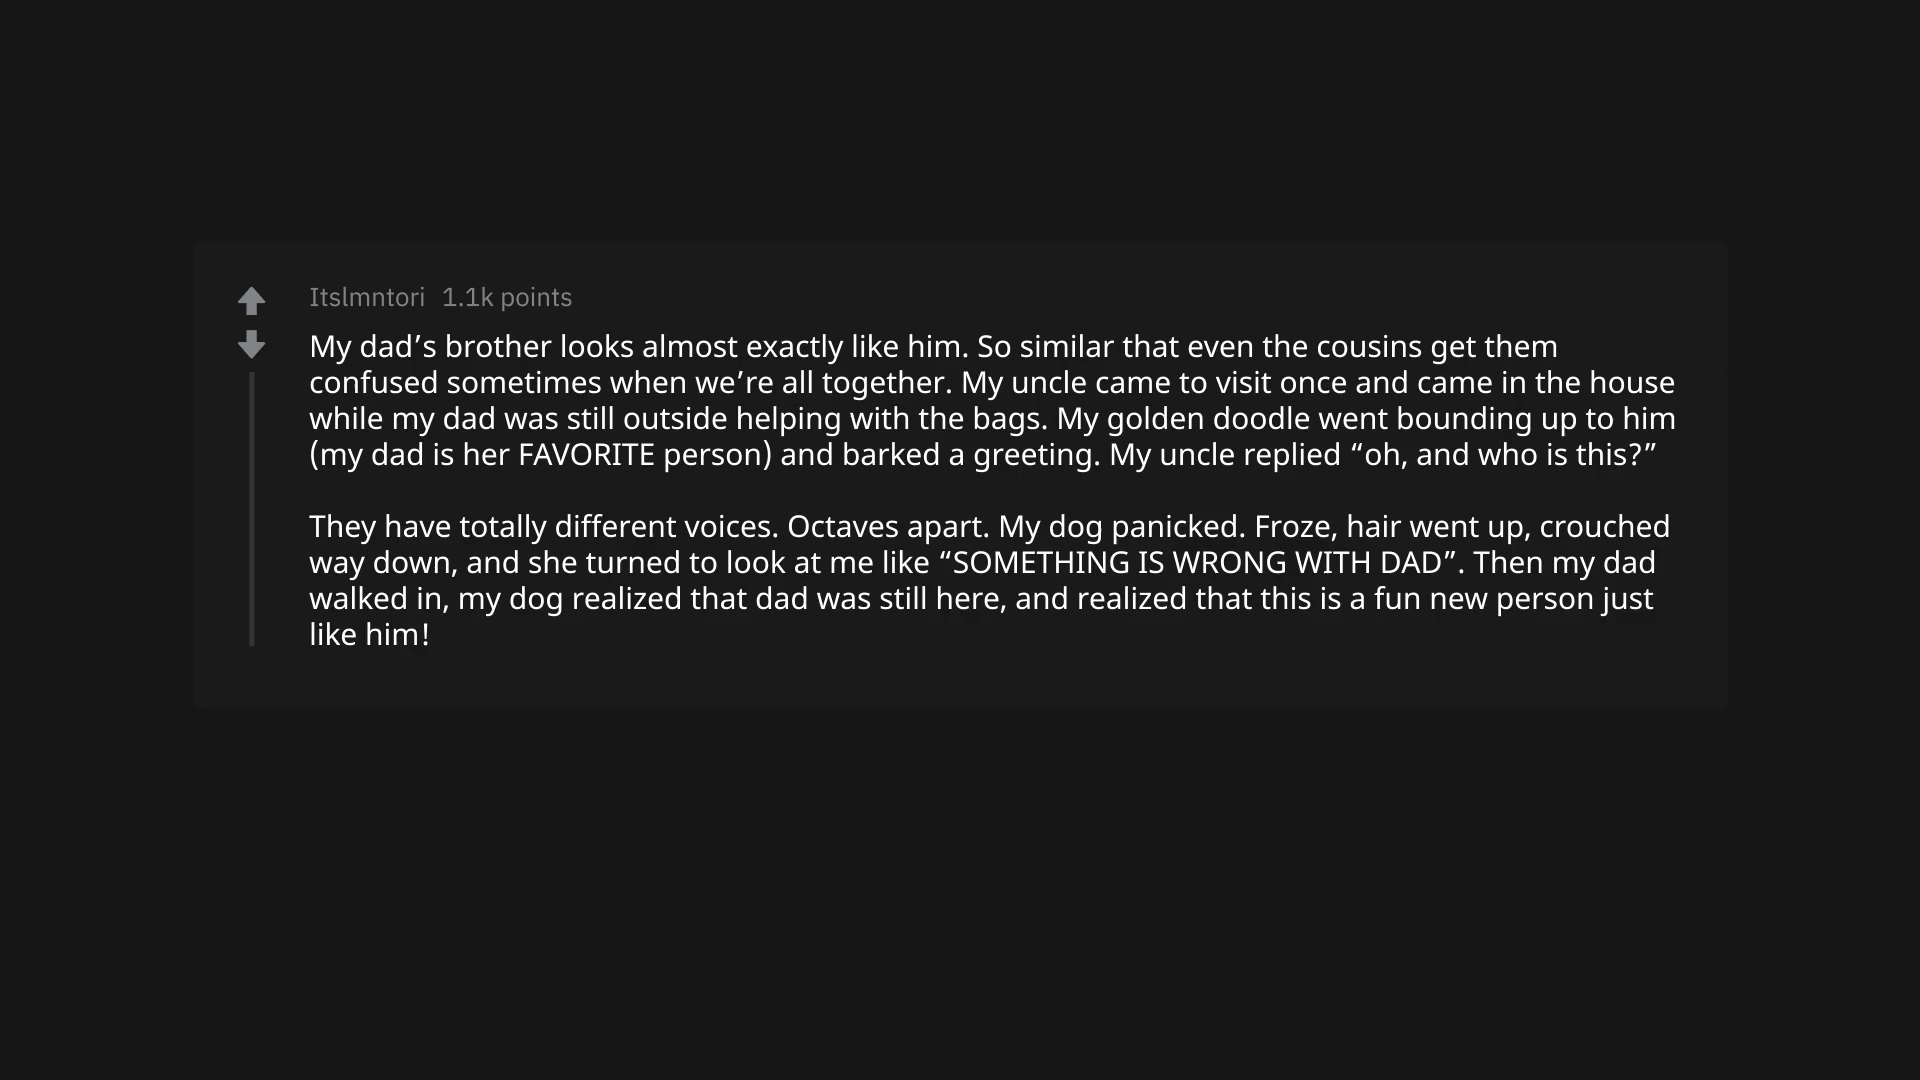 Itslmntori 1.1k points
My dad’s brother looks almost exactly like him. So similar that even the cousins get them
confused sometimes when we’re all together. My uncle came to visit once and came in the house
while my dad was still outside helping with the bags. My golden doodle went bounding up to him
(my dad is her FAVORITE person) and barked a greeting. My uncle replied “oh, and who is this?”
They have totally different voices. Octaves apart. My dog panicked. Froze, hair went up, crouched
way down, and she turned to look at me like “SOMETHING IS WRONG WITH DAD”. Then my dad
walked in, my dog realized that dad was still here, and realized that this is a fun new person just
like him!